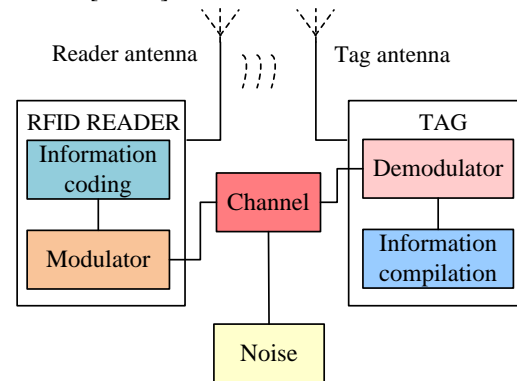 Reader antenna
Tag antenna
RFID READER
TAG
Information
coding
Demodulator
Channel
Modulator
Information
compilation
Noise